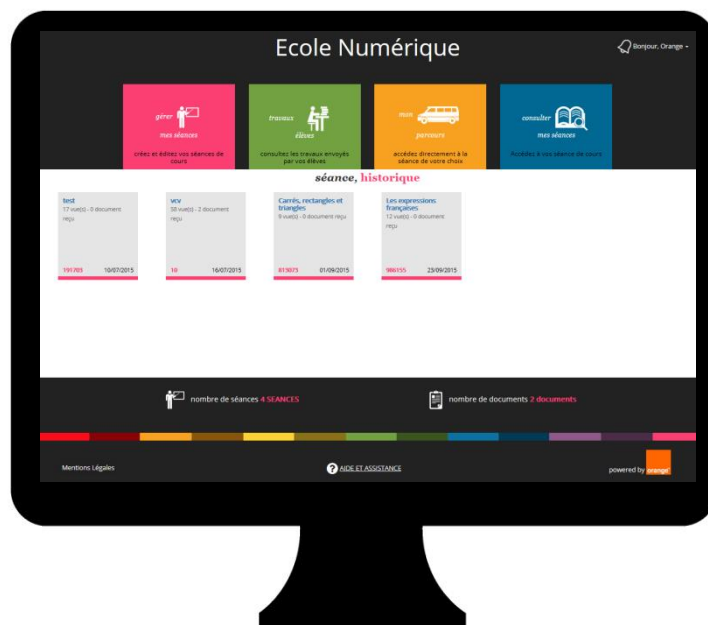 Ecole Numérique
Bonjour, Orange
gérer
mes séances
créez et éditez vos séances de
cours
travaux
élèves
consultez les travaux envoyés
par vos élèves
mon
parcours
accédez directement à la
séance de votre choix
consulter
mes séances
Accédez à vos séance de cours
séance, historique
test
17 vue(s) - 0 document
reçu
191703 10/07/2015
vcv
58 vue(s) - 2 document
reçu
10 16/07/2015
Carrés, rectangles et
triangles
9 vue(s) - 0 document reçu
813073 01/09/2015
Les expressions
françaises
12 vue(s) - 0 document
reçu
986155 23/09/2015
nombre de séances 4 SEANCES
nombre de documents 2 documents
Mentions Légales
? AIDE ET ASSISTANCE
powered by orange